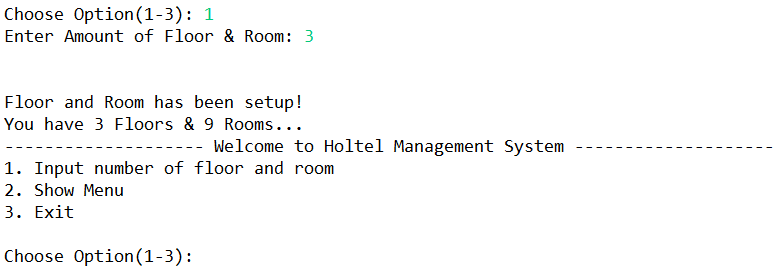 Choose Option(1-3): 1
Enter Amount of Floor & Room: 3
Floor and Room has been setup!
You have 3 Floors & 9 Rooms...
-------------------- Welcome to Holtel Management System --------------------
1. Input number of floor and room
2. Show Menu
3. Exit
Choose Option(1-3):